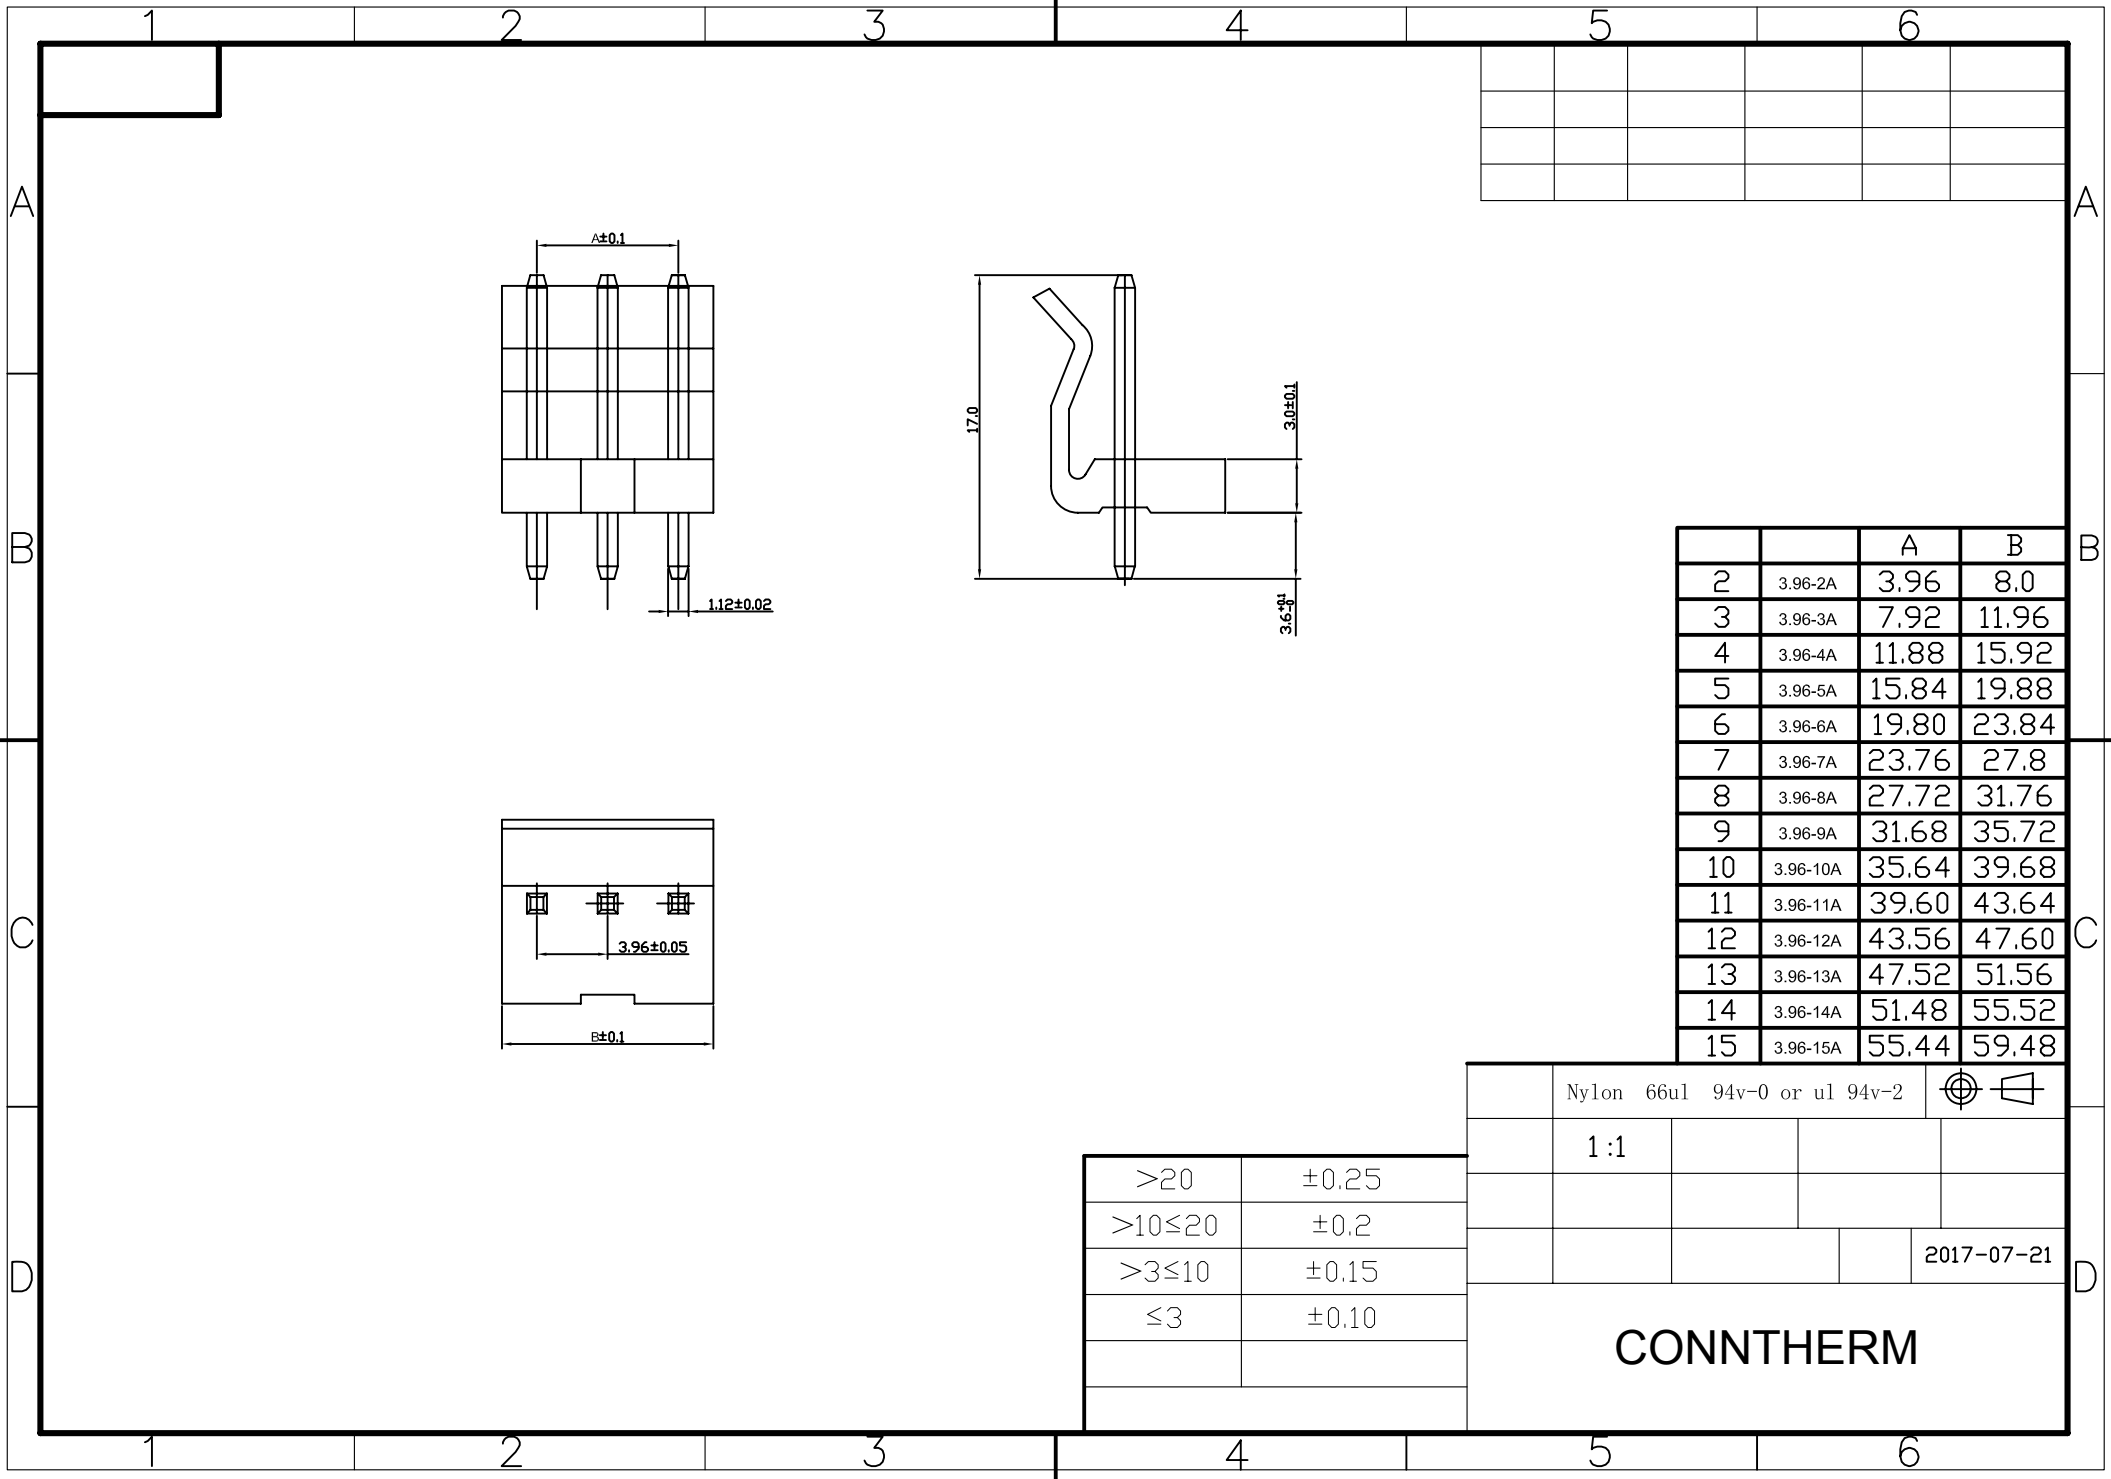 1 2 3 4 5 6
A A
A±0.1
17.0
3.0±0.1
1.12±0.02
3.6+0.1-0
B B
A B
2 3.96-2A 3.96 8.0
3 3.96-3A 7.92 11.96
4 3.96-4A 11.88 15.92
5 3.96-5A 15.84 19.88
6 3.96-6A 19.80 23.84
7 3.96-7A 23.76 27.8
8 3.96-8A 27.72 31.76
9 3.96-9A 31.68 35.72
10 3.96-10A 35.64 39.68
11 3.96-11A 39.60 43.64
12 3.96-12A 43.56 47.60
13 3.96-13A 47.52 51.56
14 3.96-14A 51.48 55.52
15 3.96-15A 55.44 59.48
C C
3.96±0.05
B±0.1
Nylon 66ul 94v-0 or ul 94v-2
1:1
>20 ±0.25
>10≤20 ±0.2
>3≤10 ±0.15
≤3 ±0.10
2017-07-21
D D
CONNTHERM
1 2 3 4 5 6